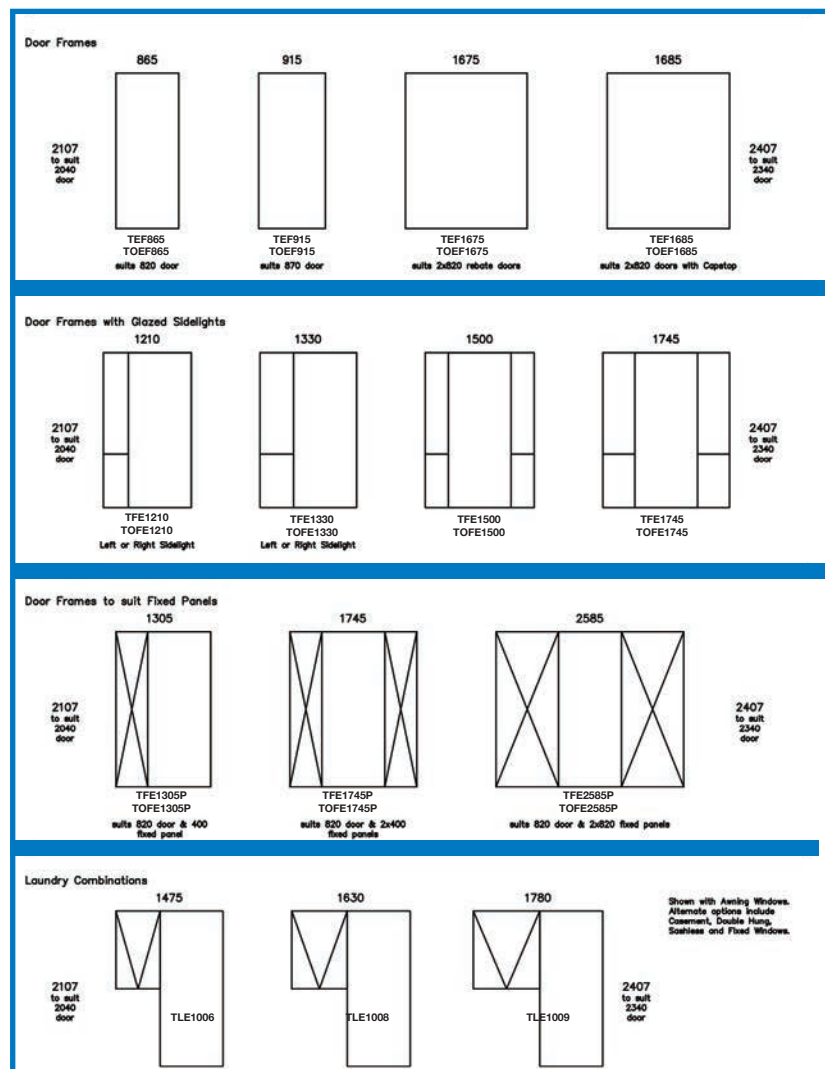 Door Frames
865
915
1675
1685
2107
to suit
2040
door
2407
to suit
2340
door
TEF865
TOEF865
suits 820 door
TEF915
TOEF915
suits 870 door
TEF1675
TOEF1675
suits 2x820 rebate doors
TEF1685
TOEF1685
suits 2x820 doors with Capstop
Door Frames with Glazed Sidelights
1210
1330
1500
1745
2107
to suit
2040
door
2407
to suit
2340
door
TFE1210
TOFE1210
Left or Right Sidelight
TFE1330
TOFE1330
Left or Right Sidelight
TFE1500
TOFE1500
TFE1745
TOFE1745
Door Frames to suit Fixed Panels
1305
1745
2585
2107
to suit
2040
door
2407
to suit
2340
door
TFE1305P
TOFE1305P
suits 820 door & 400
fixed panel
TFE1745P
TOFE1745P
suits 820 door & 2x400
fixed panels
TFE2585P
TOFE2585P
suits 820 door & 2x820 fixed panels
Laundry Combinations
1475
1630
1780
Shown with Awning Windows.
Alternate options include
Casement, Double Hung,
Sashless and Fixed Windows.
2107
to suit
2040
door
TLE1006
TLE1008
TLE1009
2407
to suit
2340
door